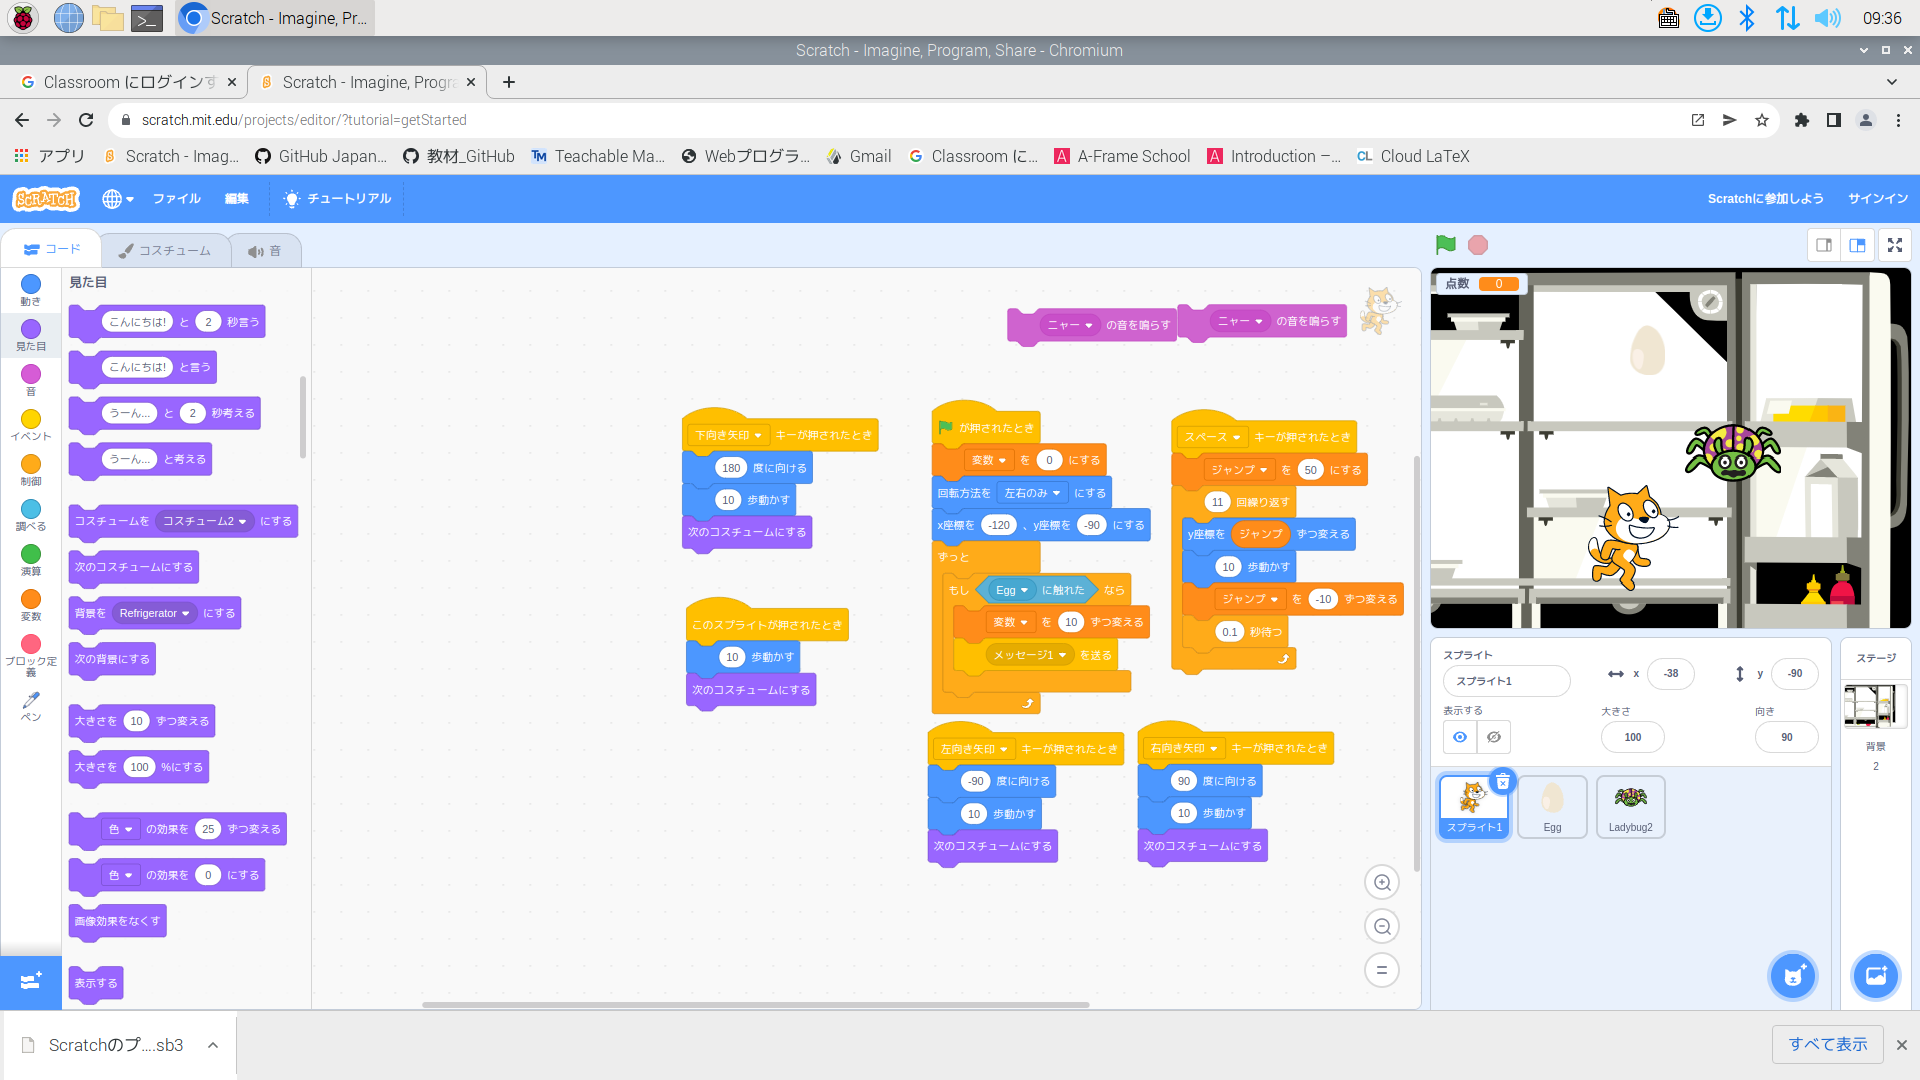 Scratch - Imagine, Pr...
09:36
Scratch - Imagine, Program, Share - Chromium
Classroom にログインす
Scratch - Imagine, Progra
scratch.mit.edu/projects/editor/?tutorial=getStarted
アプリ
Scratch - Imag...
GitHub Japan...
教材_GitHub
Teachable Ma...
Webプログラ...
Gmail
Classroom に...
A-Frame School
Introduction –...
Cloud LaTeX
SCRATCH
ファイル
編集
チュートリアル
Scratchに参加しよう
サインイン
コード
コスチューム
音
動き
見た目
音
イベント
制御
調べる
演算
変数
ブロック定義
ペン
見た目
こんにちは! と 2 秒言う
こんにちは! と言う
うーん... と 2 秒考える
うーん... と考える
コスチュームを コスチューム2 にする
次のコスチュームにする
背景を Refrigerator にする
次の背景にする
大きさを 10 ずつ変える
大きさを 100 %にする
色 の効果を 25 ずつ変える
色 の効果を 0 にする
画像効果をなくす
表示する
ニャー の音を鳴らす
ニャー の音を鳴らす
下向き矢印 キーが押されたとき
180 度に向ける
10 歩動かす
次のコスチュームにする
このスプライトが押されたとき
10 歩動かす
次のコスチュームにする
が押されたとき
変数 を 0 にする
回転方法を 左右のみ にする
x座標を -120 、y座標を -90 にする
ずっと
もし Egg に触れた なら
変数 を 10 ずつ変える
メッセージ1 を送る
スペース キーが押されたとき
ジャンプ を 50 にする
11 回繰り返す
y座標を ジャンプ ずつ変える
10 歩動かす
ジャンプ を -10 ずつ変える
0.1 秒待つ
左向き矢印 キーが押されたとき
-90 度に向ける
10 歩動かす
次のコスチュームにする
右向き矢印 キーが押されたとき
90 度に向ける
10 歩動かす
次のコスチュームにする
点数 0
スプライト
スプライト1
x -38
y -90
表示する
大きさ
100
向き
90
スプライト1
Egg
Ladybug2
ステージ
背景
2
Scratchのプ....sb3
すべて表示